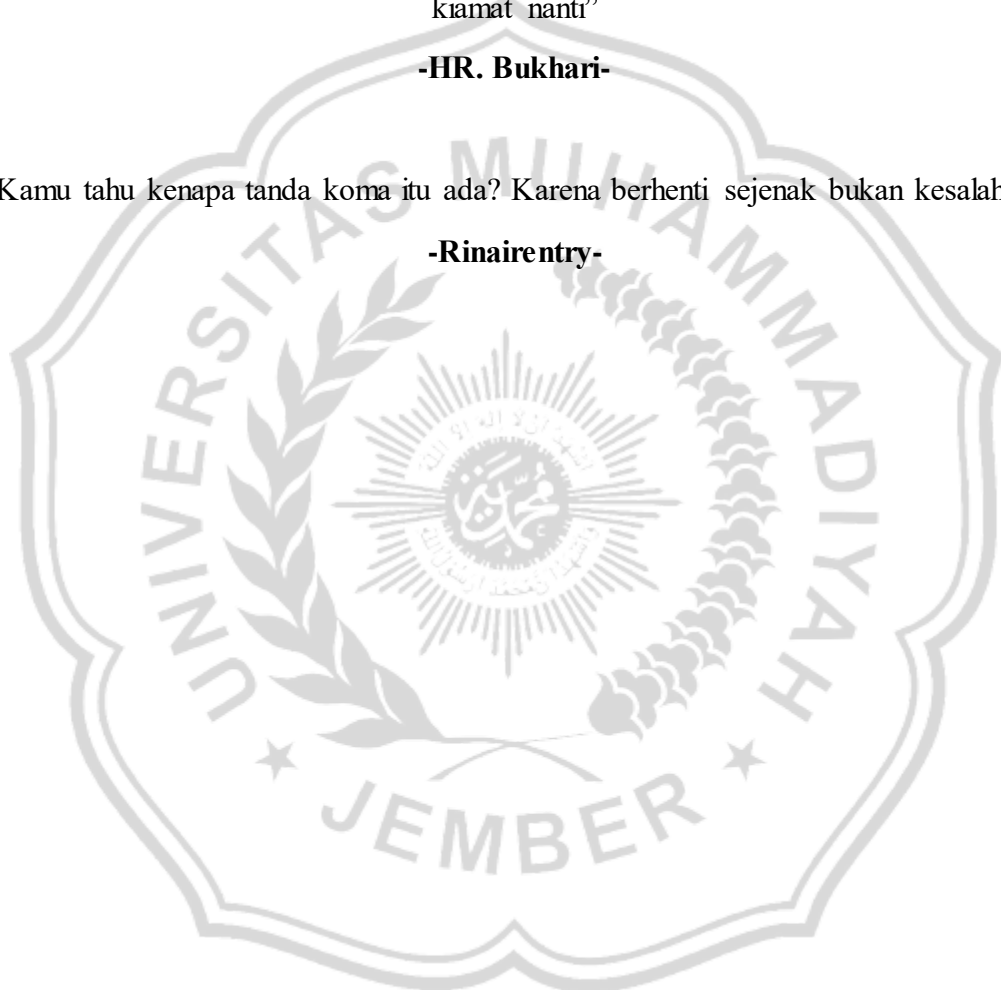 kiamat nanti”
-HR. Bukhari-
Kamu tahu kenapa tanda koma itu ada? Karena berhenti sejenak bukan kesalah
-Rinairentry-
UNIVERSITAS MUHAMMADIYAH
JEMBER